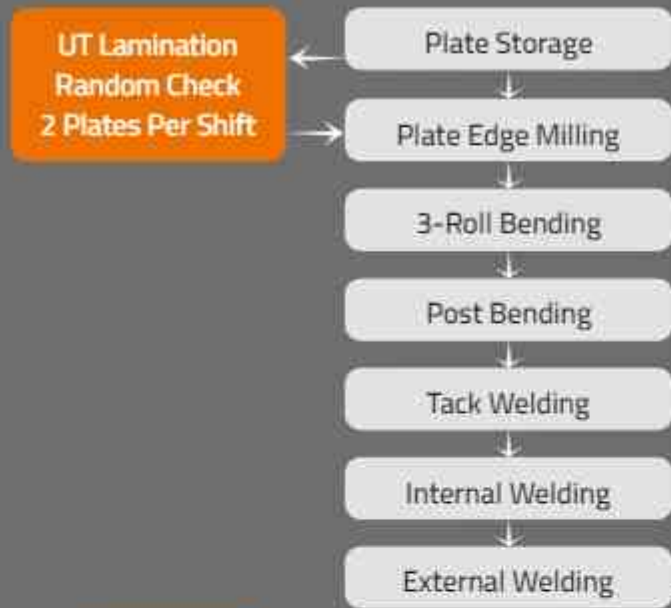 UT Lamination
Random Check
2 Plates Per Shift
Plate Storage
Plate Edge Milling
3-Roll Bending
Post Bending
Tack Welding
Internal Welding
External Welding